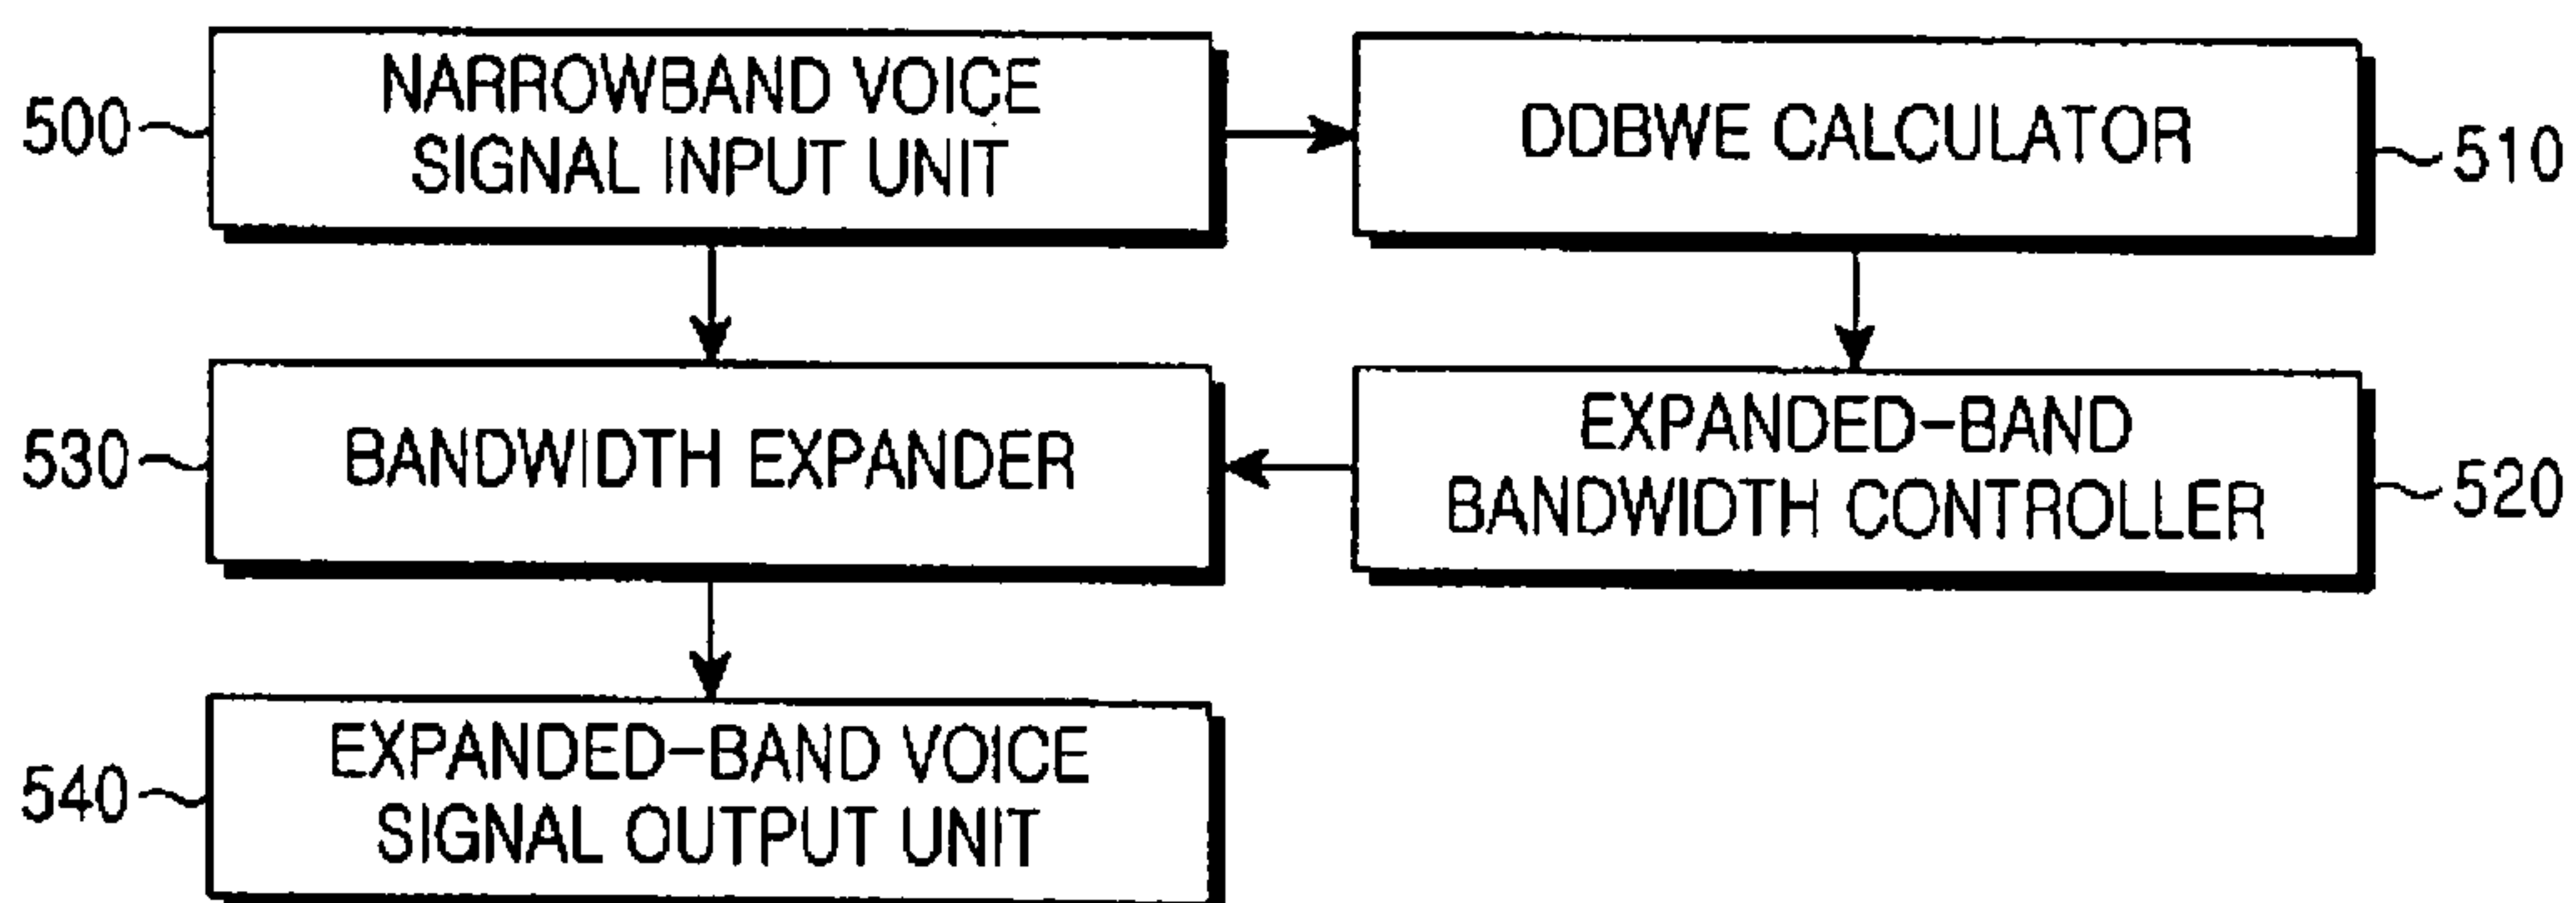 500
NARROWBAND VOICE
SIGNAL INPUT UNIT
DDBWE CALCULATOR
510
530
BANDWIDTH EXPANDER
EXPANDED-BAND
BANDWIDTH CONTROLLER
520
540
EXPANDED-BAND VOICE
SIGNAL OUTPUT UNIT